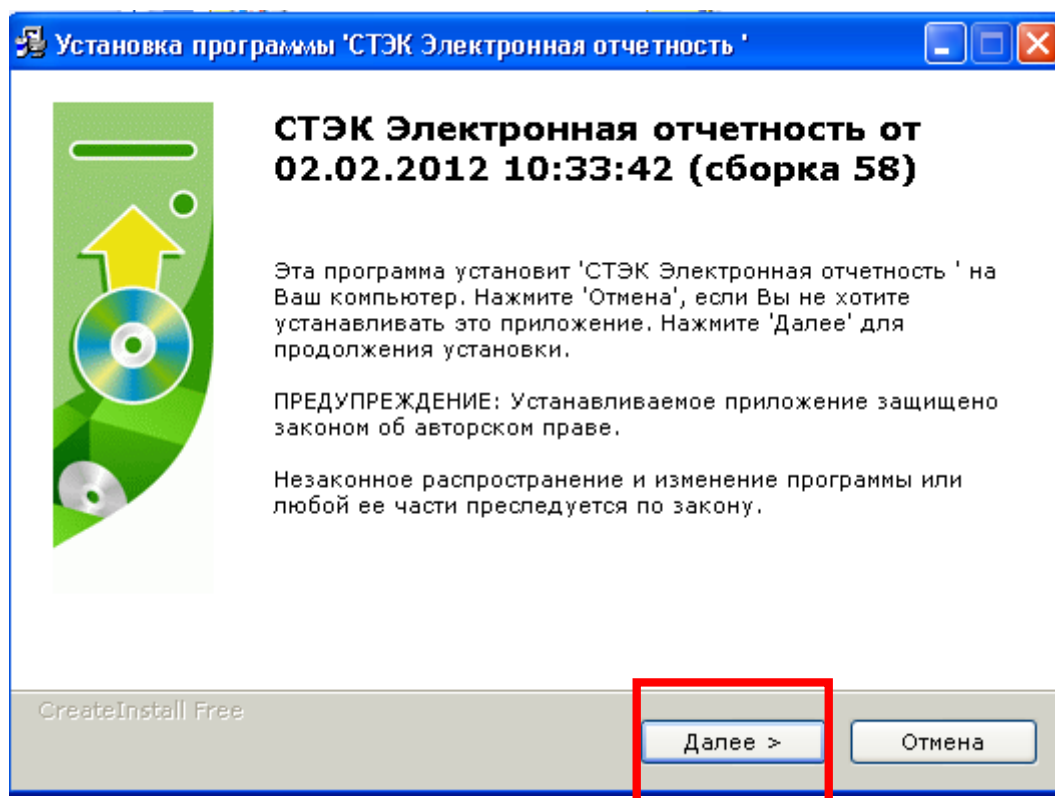 Установка программы 'СТЭК Электронная отчетность '
СТЭК Электронная отчетность от
02.02.2012 10:33:42 (сборка 58)
Эта программа установит 'СТЭК Электронная отчетность ' на
Ваш компьютер. Нажмите 'Отмена', если Вы не хотите
устанавливать это приложение. Нажмите 'Далее' для
продолжения установки.
ПРЕДУПРЕЖДЕНИЕ: Устанавливаемое приложение защищено
законом об авторском праве.
Незаконное распространение и изменение программы или
любой ее части преследуется по закону.
CreateInstall Free
Далее >
Отмена